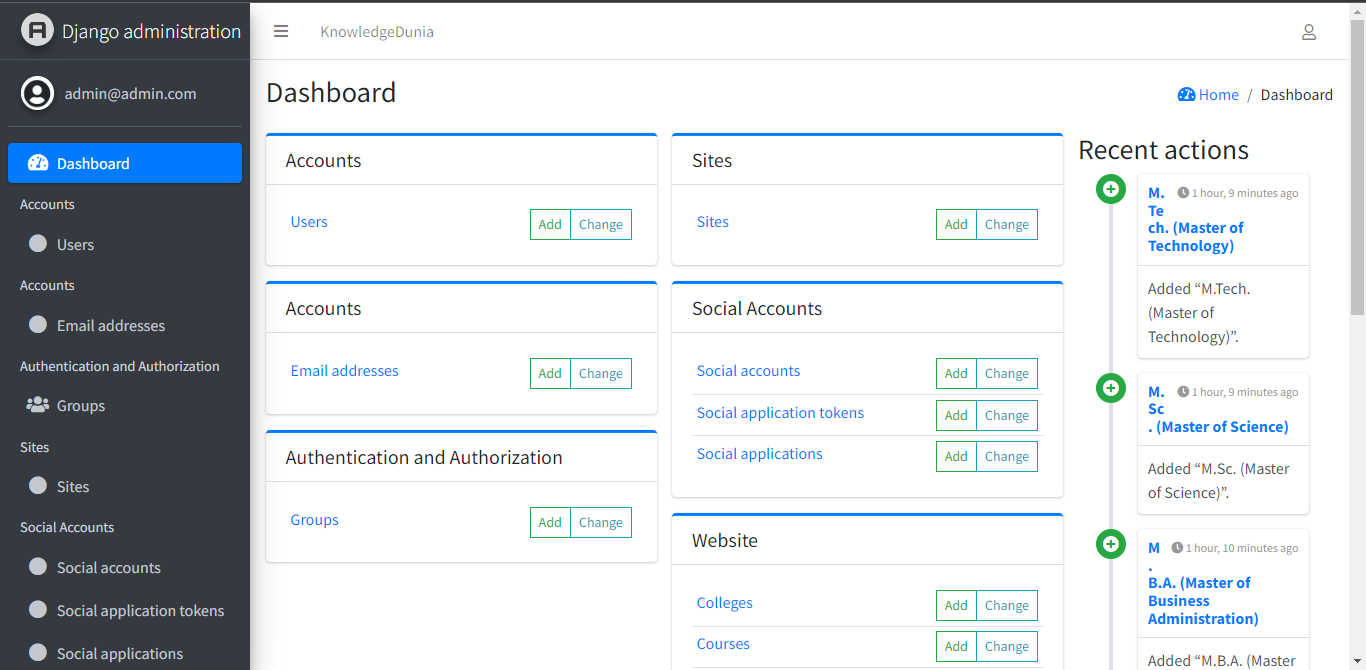 Django administration
KnowledgeDunia
admin@admin.com
Dashboard
Accounts
Users
Accounts
Email addresses
Authentication and Authorization
Groups
Sites
Sites
Social Accounts
Social accounts
Social application tokens
Social applications
Dashboard
Home / Dashboard
Accounts
Users Add Change
Accounts
Email addresses Add Change
Authentication and Authorization
Groups Add Change
Sites
Sites Add Change
Social Accounts
Social accounts Add Change
Social application tokens Add Change
Social applications Add Change
Website
Colleges Add Change
Courses Add Change
Recent actions
M. 1 hour, 9 minutes ago
Te
ch. (Master of
Technology)
Added “M.Tech.
(Master of
Technology)”.
M. 1 hour, 9 minutes ago
Sc
. (Master of Science)
Added “M.Sc. (Master
of Science)”.
M 1 hour, 10 minutes ago
.
B.A. (Master of
Business
Administration)
Added “M.B.A. (Master